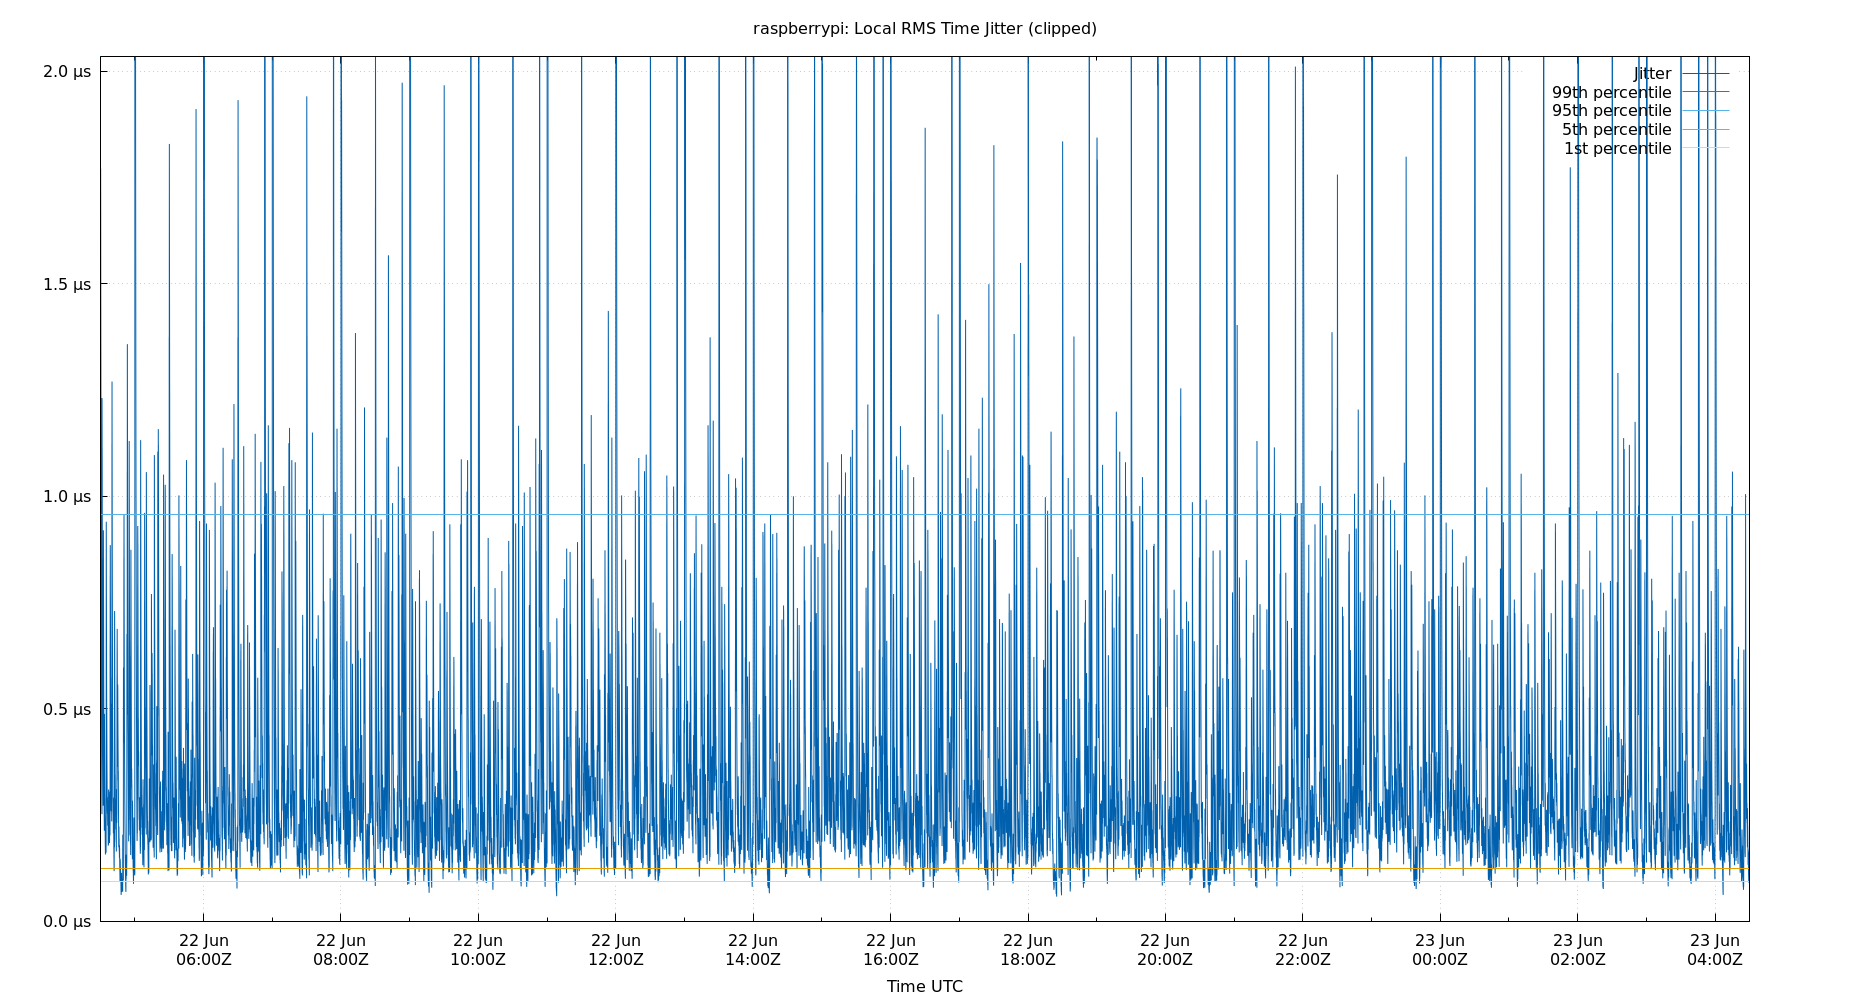 raspberrypi: Local RMS Time Jitter (clipped)
2.0 µs
1.5 µs
1.0 µs
0.5 µs
0.0 µs
Jitter
99th percentile
95th percentile
5th percentile
1st percentile
22 Jun 22 Jun 22 Jun 22 Jun 22 Jun 22 Jun 22 Jun 22 Jun 22 Jun 23 Jun 23 Jun 23 Jun
06:00Z 08:00Z 10:00Z 12:00Z 14:00Z 16:00Z 18:00Z 20:00Z 22:00Z 00:00Z 02:00Z 04:00Z
Time UTC